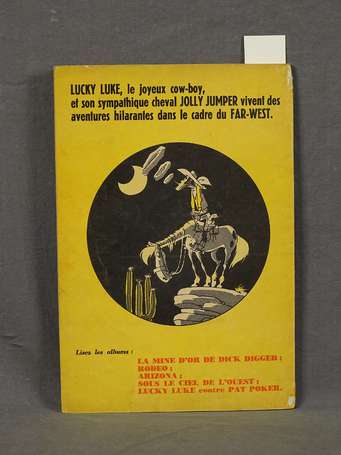 LUCKY LUKE, le joyeux cow-boy,
et son sympathique cheval JOLLY JUMPER vivent des
aventures hilarantes dans le cadre du FAR-WEST.
Lisez les albums :
LA MINE D'OR DE DICK DIGGER ;
RODEO ;
ARIZONA ;
SOUS LE CIEL DE L'OUEST ;
LUCKY LUKE contre PAT POKER.